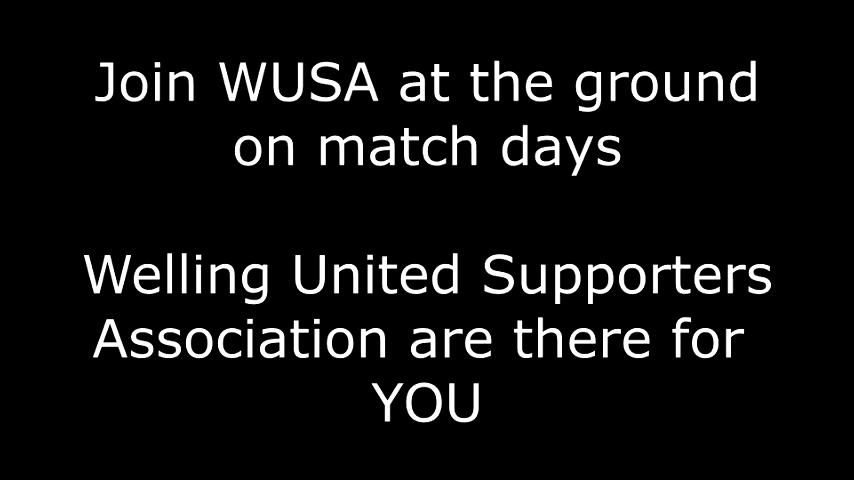 Join WUSA at the ground
on match days
Welling United Supporters
Association are there for
YOU